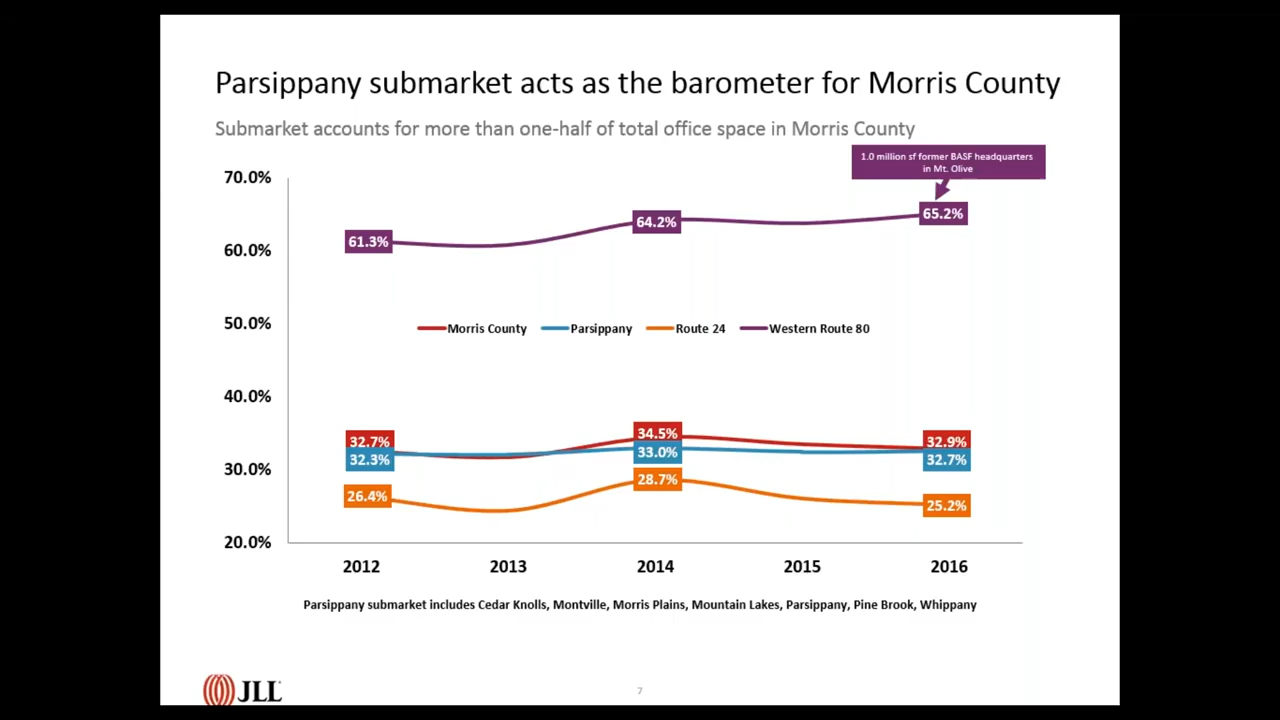 Parsippany submarket acts as the barometer for Morris County
Submarket accounts for more than one-half of total office space in Morris County
1.0 million sf former BASF headquarters
in Mt. Olive
70.0%
60.0%
50.0%
40.0%
30.0%
20.0%
61.3%
64.2%
65.2%
Morris County
Parsippany
Route 24
Western Route 80
32.7%
34.5%
32.9%
32.3%
33.0%
32.7%
26.4%
28.7%
25.2%
2012
2013
2014
2015
2016
Parsippany submarket includes Cedar Knolls, Montville, Morris Plains, Mountain Lakes, Parsippany, Pine Brook, Whippany
JLL
7